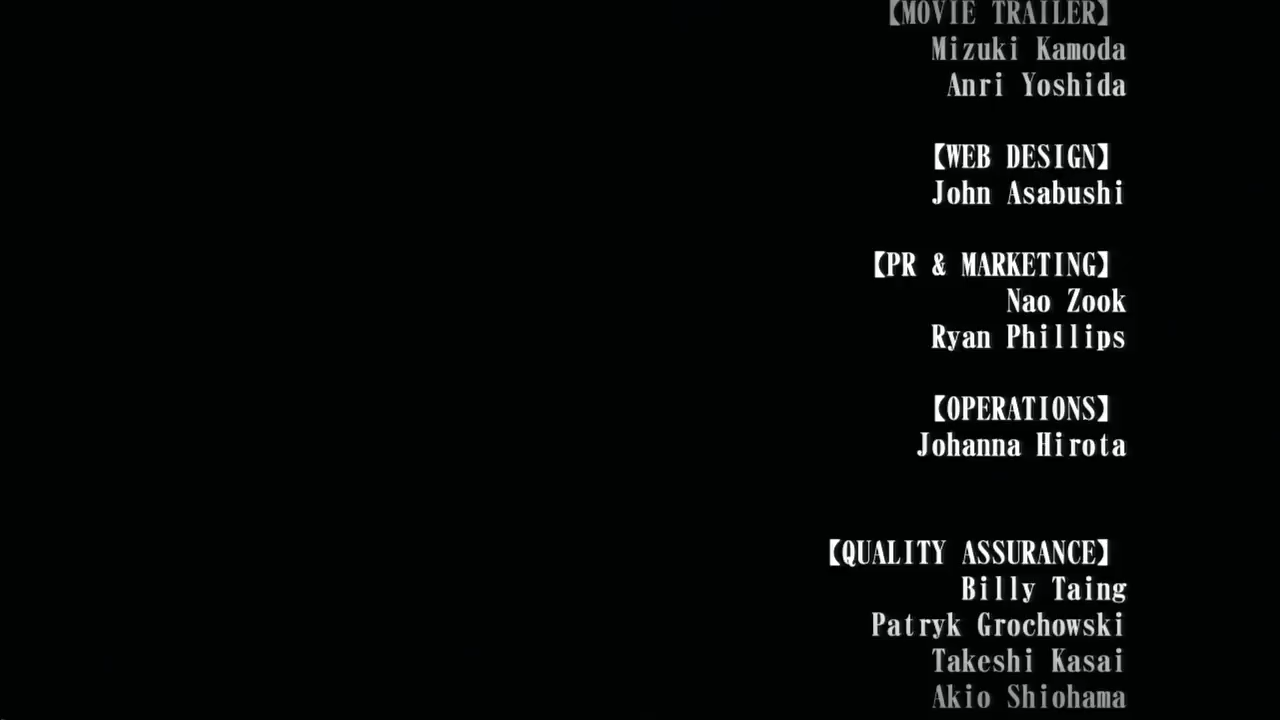 【MOVIE TRAILER】
Mizuki Kamoda
Anri Yoshida
【WEB DESIGN】
John Asabushi
【PR & MARKETING】
Nao Zook
Ryan Phillips
【OPERATIONS】
Johanna Hirota
【QUALITY ASSURANCE】
Billy Taing
Patryk Grochowski
Takeshi Kasai
Akio Shiohama